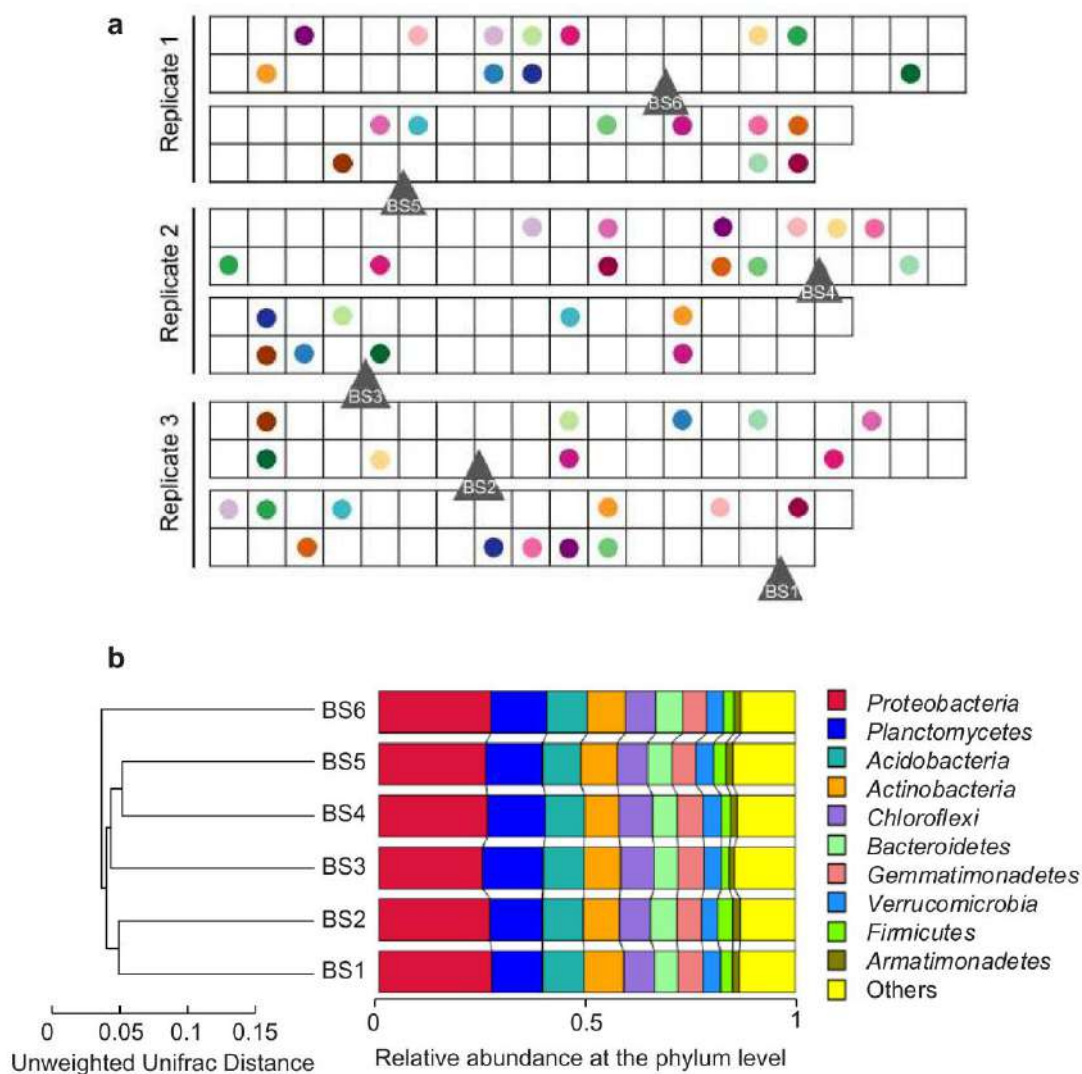 a
Replicate 1
BS6
BS5
Replicate 2
BS4
BS3
Replicate 3
BS2
BS1
b
BS6
BS5
BS4
BS3
BS2
BS1
Proteobacteria
Planctomycetes
Acidobacteria
Actinobacteria
Chloroflexi
Bacteroidetes
Gemmatimonadetes
Verrucomicrobia
Firmicutes
Armatimonadetes
Others
0 0.05 0.1 0.15
Unweighted Unifrac Distance
0 0.5 1
Relative abundance at the phylum level